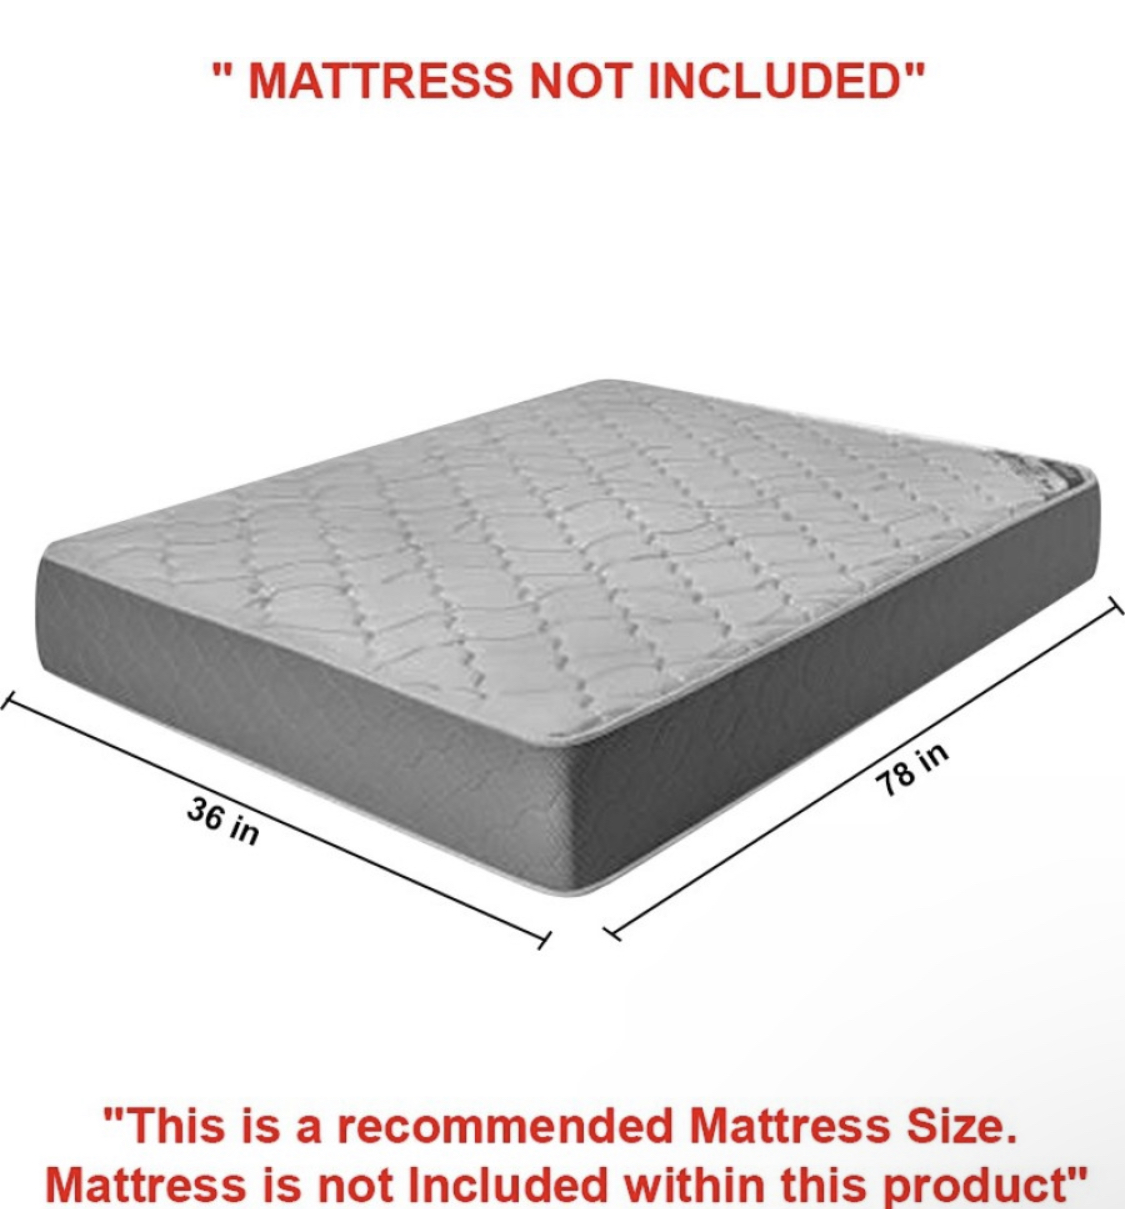 " MATTRESS NOT INCLUDED"
36 in
78 in
"This is a recommended Mattress Size.
Mattress is not Included within this product"